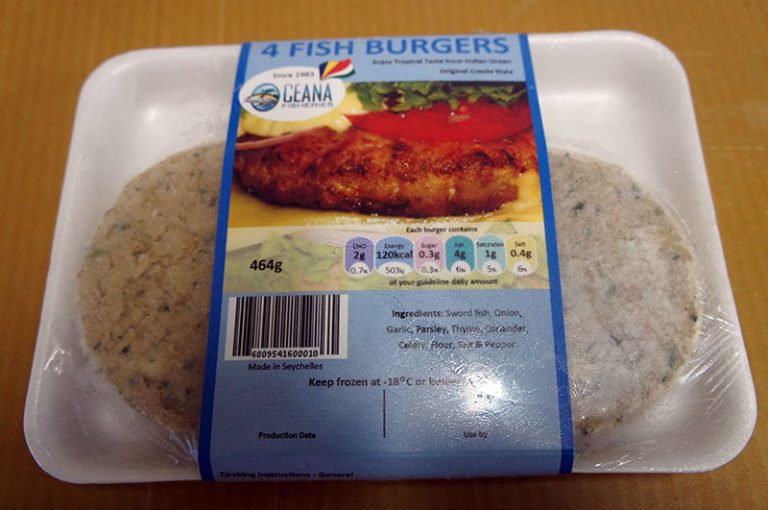 4 FISH BURGERS
Enjoy Tropical Taste from Indian Ocean
Original Creole Style
Since 1983
OCEANA
FISHERIES
Each burger contains
464g
CHO Energy Sugar Fat Saturates Salt
2g 120kcal 0.3g 4g 1g 0.4g
0.7% 503kj 0.3% 6% 5% 6%
of your guideline daily amount
Ingredients: Sword fish, Onion,
Garlic, Parsley, Thyme, Coriander,
Celery, Flour, Salt & Pepper
6009541600018
Made in Seychelles
Keep frozen at -18°C or
Production Date
Use by
Cooking Instructions - General